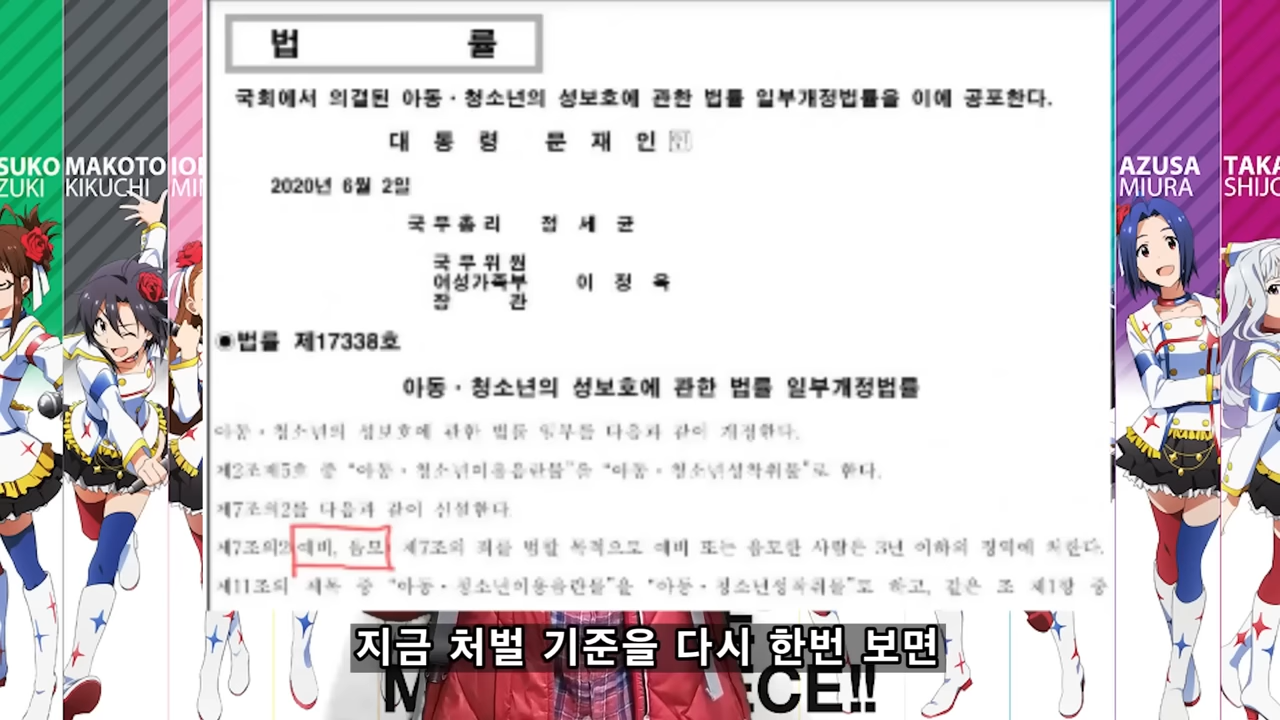 법 률
국회에서 의결된 아동·청소년의 성보호에 관한 법률 일부개정법률을 이에 공포한다.
대 통 령 문 재 인
2020년 6월 2일
국무총리 정 세 균
국 무 위 원
여성가족부 이 정 옥
장 관
◉법률 제17338호
아동·청소년의 성보호에 관한 법률 일부개정법률
아동·청소년의 성보호에 관한 법률 일부를 다음과 같이 개정한다.
제2조제5호 중 “아동·청소년이용음란물”을 “아동·청소년성착취물”로 한다.
제7조의2를 다음과 같이 신설한다.
제7조의2(예비, 음모) 제7조의 죄를 범할 목적으로 예비 또는 음모한 사람은 3년 이하의 징역에 처한다.
제11조의 제목 중 “아동·청소년이용음란물”을 “아동·청소년성착취물”로 하고, 같은 조 제1항 중
SUKO
ZUKI
MAKOTO
KIKUCHI
AZUSA
MIURA
TAKA
SHIJO
지금 처벌 기준을 다시 한번 보면
ECE!!